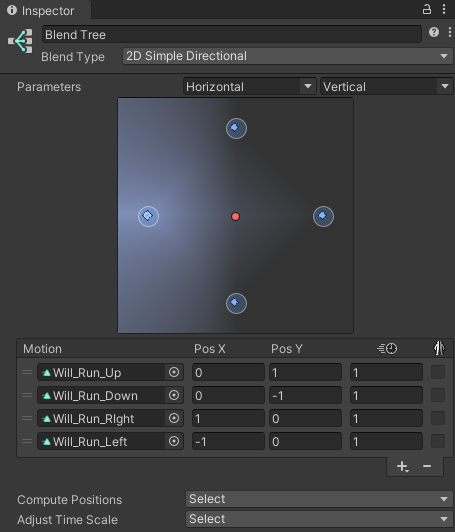 Inspector
Blend Tree
Blend Type 2D Simple Directional
Parameters Horizontal Vertical
Motion Pos X Pos Y
Will_Run_Up 0 1 1
Will_Run_Down 0 -1 1
Will_Run_RIght 1 0 1
Will_Run_Left -1 0 1
Compute Positions Select
Adjust Time Scale Select